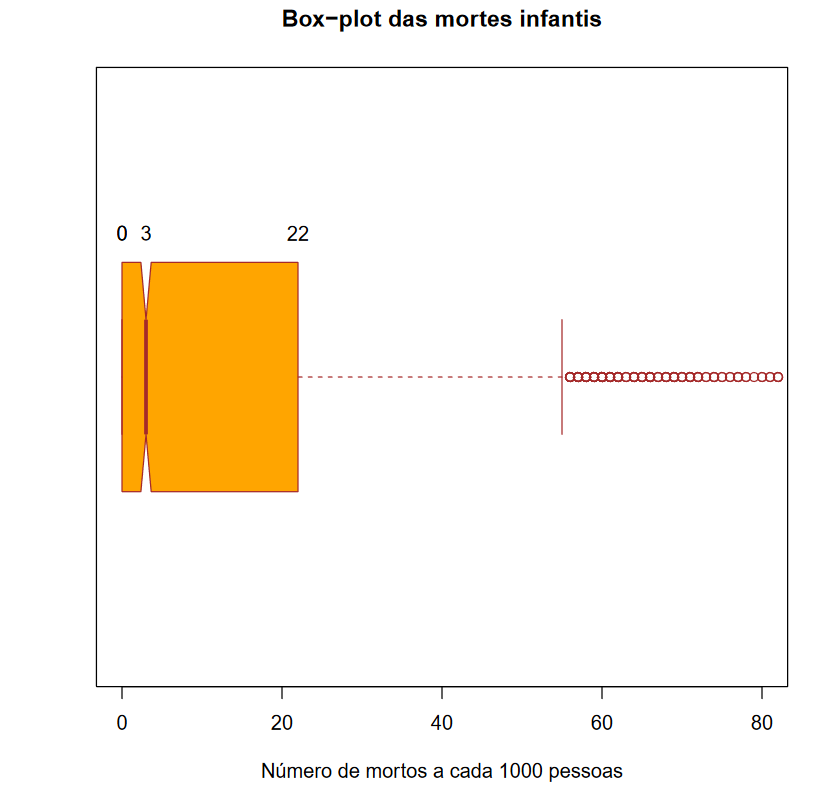 Box−plot das mortes infantis
0 3 22
0 20 40 60 80
Número de mortos a cada 1000 pessoas